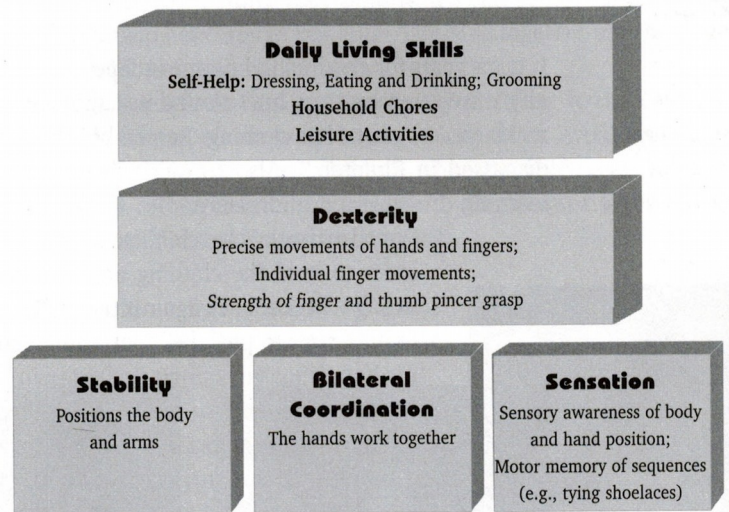 Daily Living Skills
Self-Help: Dressing, Eating and Drinking; Grooming
Household Chores
Leisure Activities
Dexterity
Precise movements of hands and fingers;
Individual finger movements;
Strength of finger and thumb pincer grasp
Stability
Positions the body
and arms
Bilateral
Coordination
The hands work together
Sensation
Sensory awareness of body
and hand position;
Motor memory of sequences
(e.g., tying shoelaces)